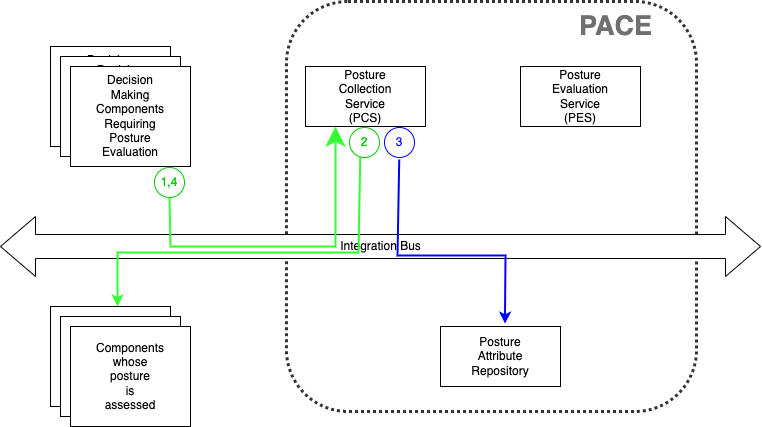 PACE
Decision
Making
Components
Requiring
Posture
Evaluation
Posture
Collection
Service
(PCS)
Posture
Evaluation
Service
(PES)
1,4
2
3
Integration Bus
Components
whose
posture
is
assessed
Posture
Attribute
Repository